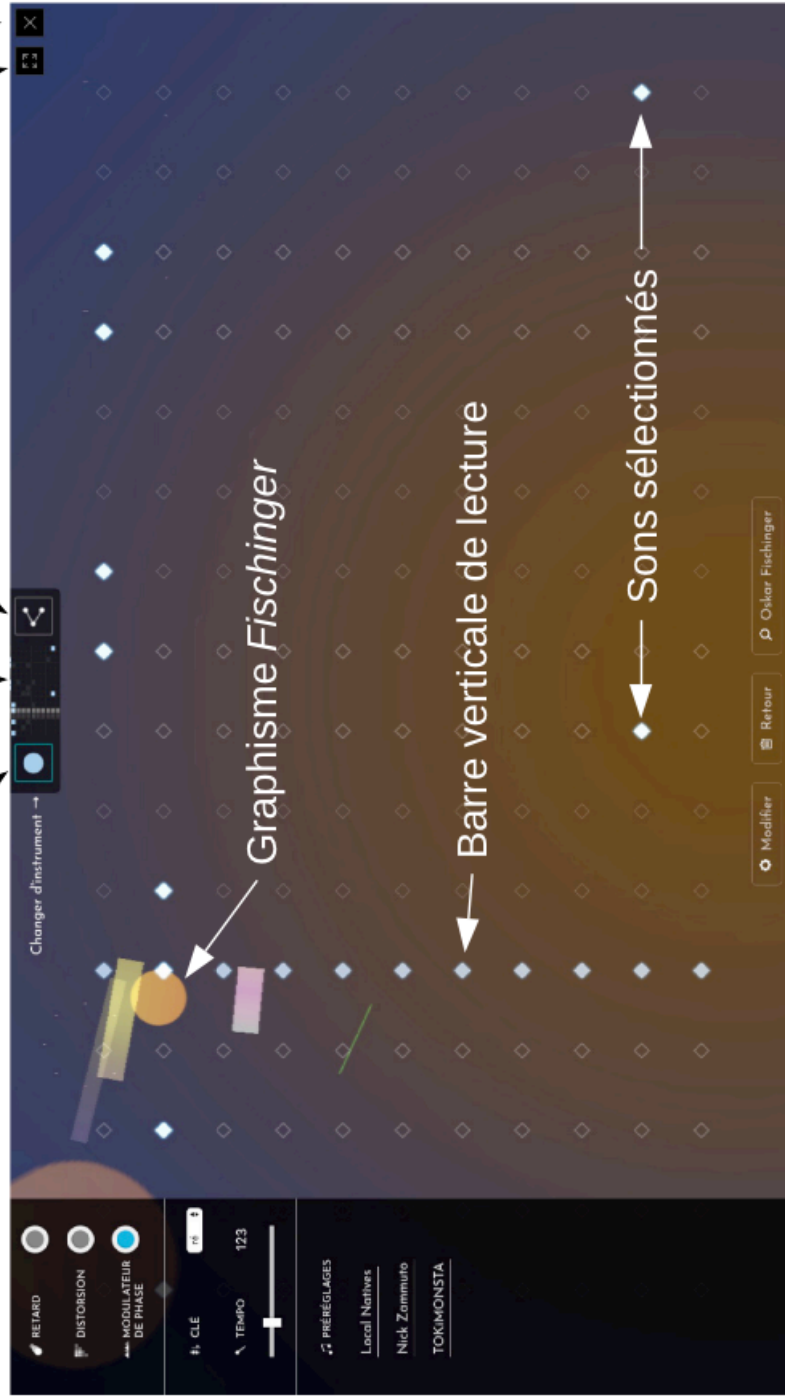 RETARD
DISTORSION
MODULATEUR
DE PHASE
CLÉ
ré
TEMPO
123
PRÉRÉGLAGES
Local Natives
Nick Zammuto
TOKiMONSTA
Changer d'instrument →
Graphisme Fischinger
Barre verticale de lecture
Sons sélectionnés
Modifier
Retour
Oskar Fischinger